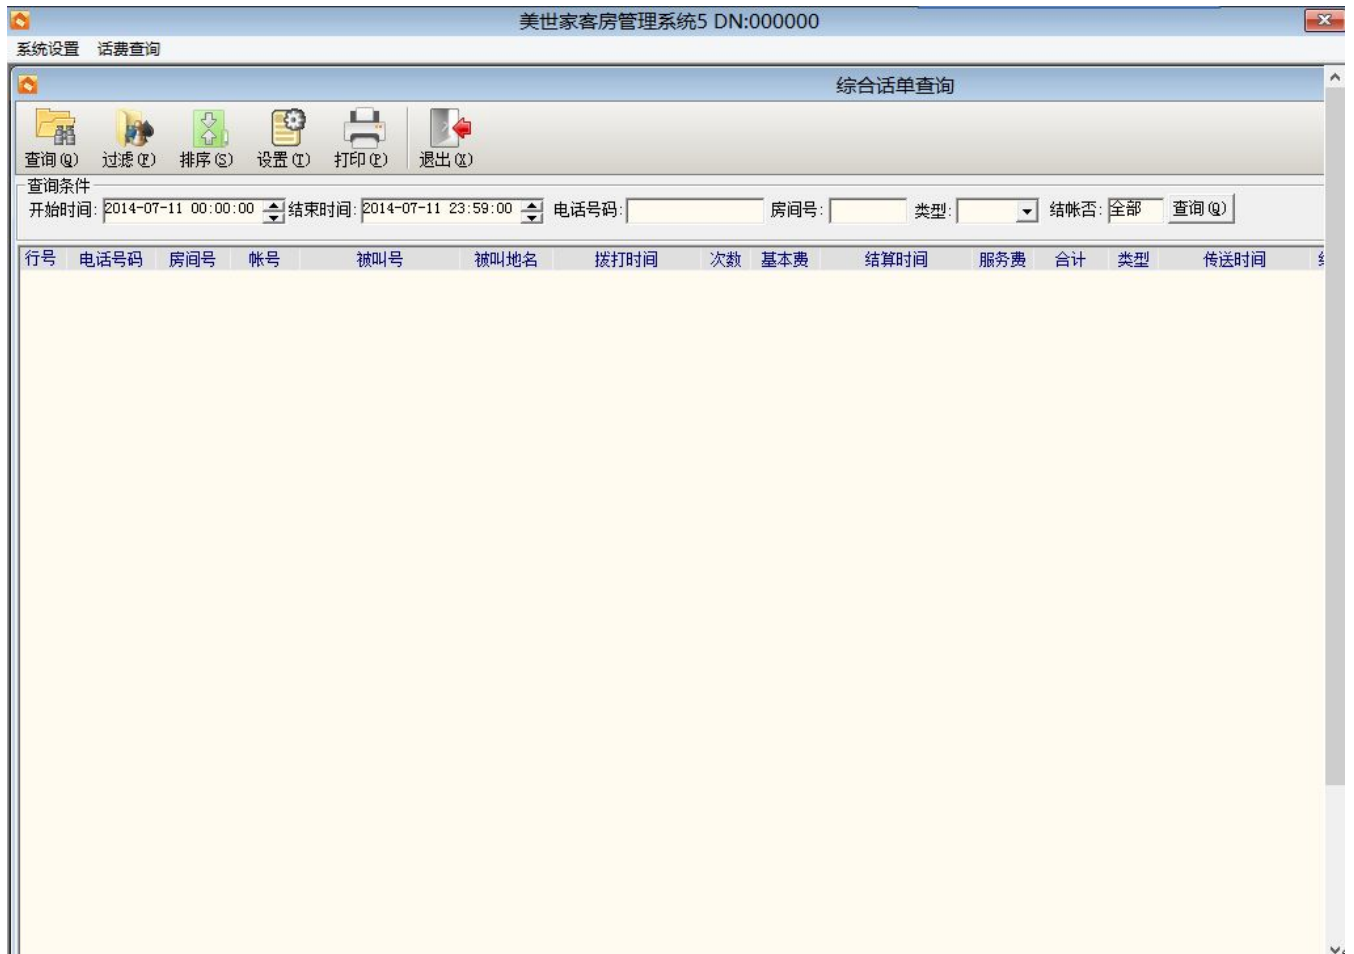 美世家客房管理系统5 DN:000000
系统设置 话费查询
综合话单查询
查询(Q) 过滤(F) 排序(S) 设置(T) 打印(P) 退出(X)
查询条件
开始时间: 2014-07-11 00:00:00 结束时间: 2014-07-11 23:59:00 电话号码: 房间号: 类型: 结帐否: 全部 查询(Q)
行号 电话号码 房间号 帐号 被叫号 被叫地名 拨打时间 次数 基本费 结算时间 服务费 合计 类型 传送时间